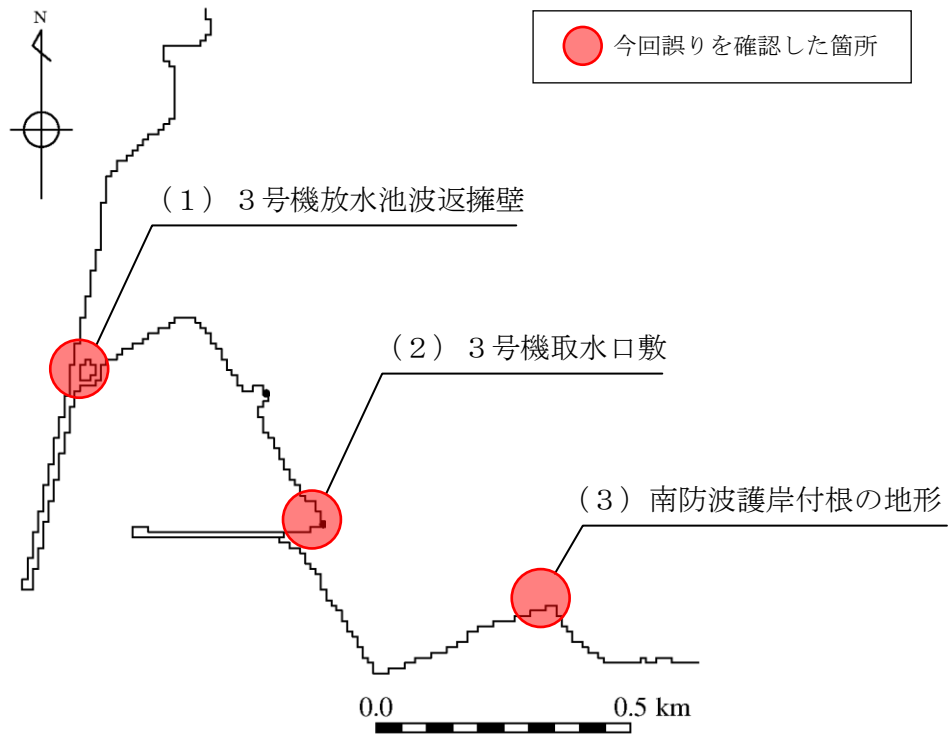 N
今回誤りを確認した箇所
（１）３号機放水池波返擁壁
（２）３号機取水口敷
（３）南防波護岸付根の地形
0.0 0.5 km